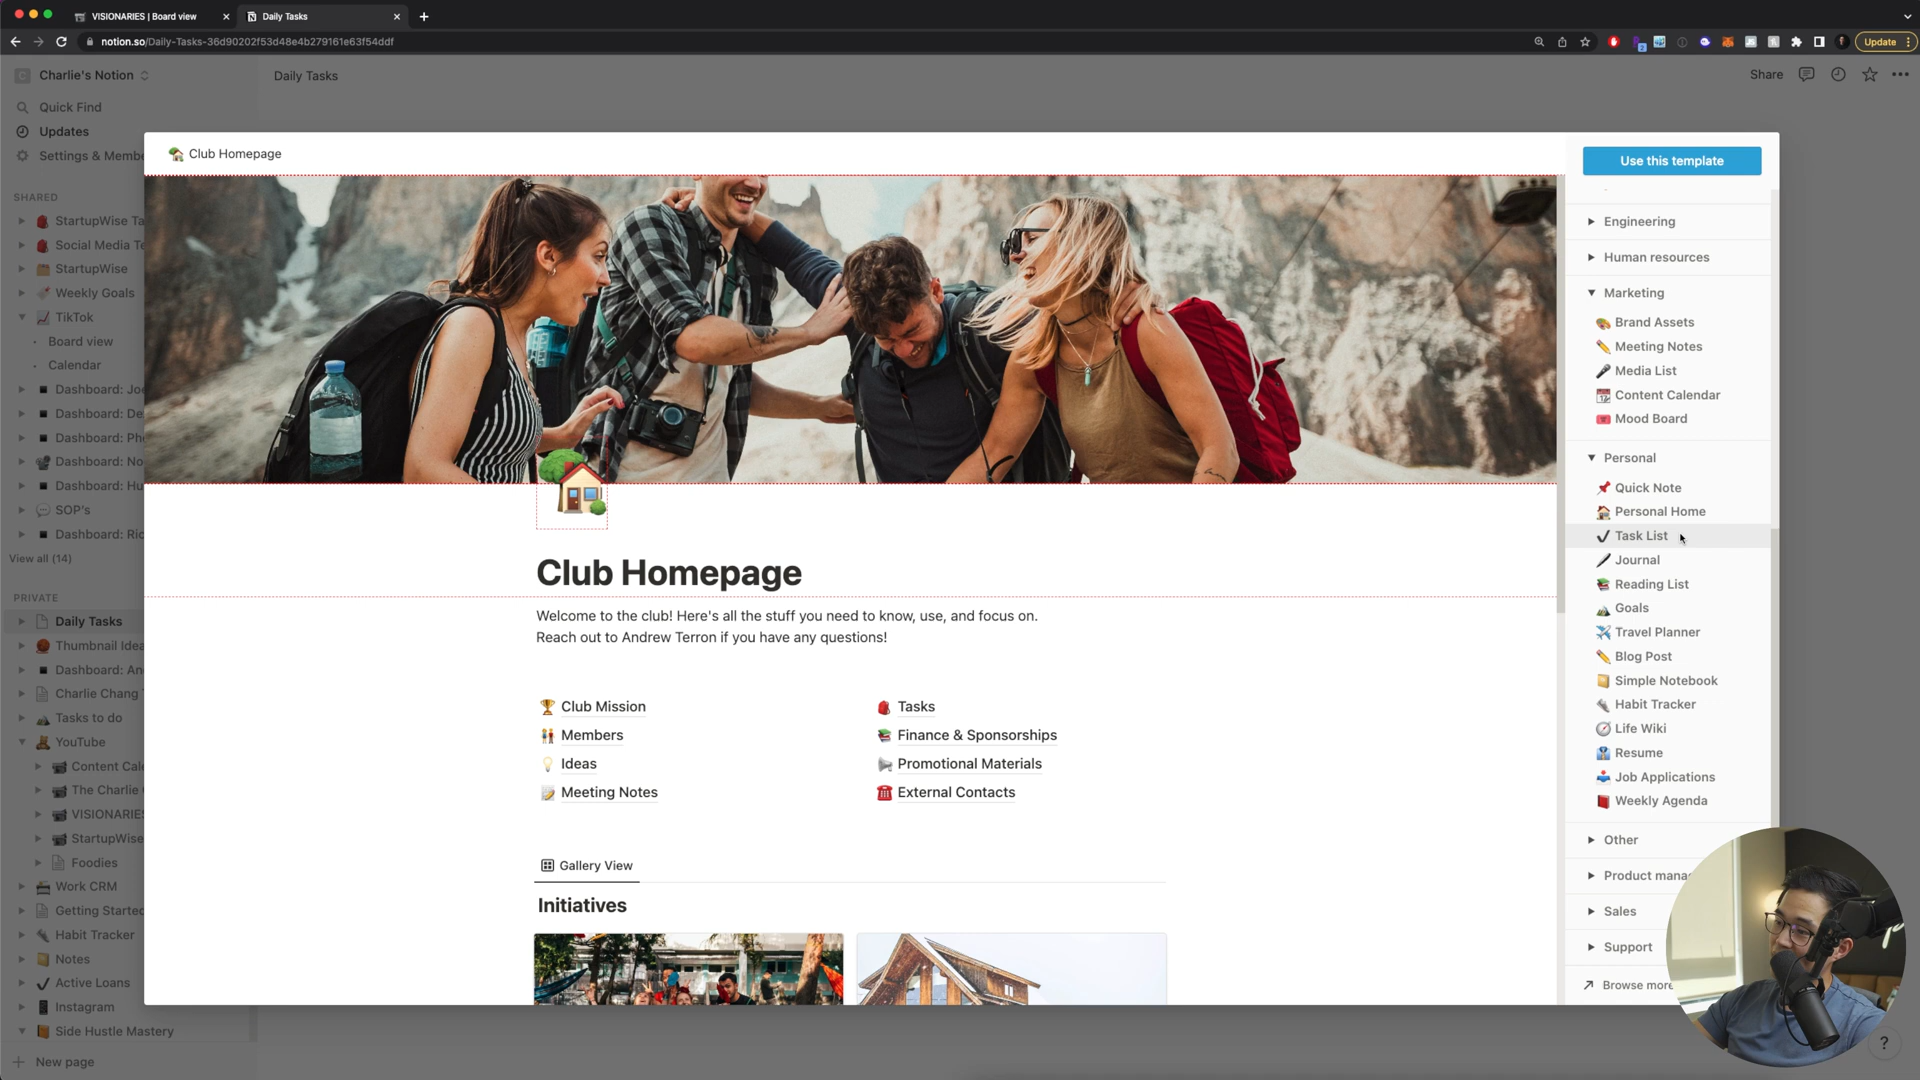 VISIONARIES | Board view
Daily Tasks
notion.so/Daily-Tasks-36d90202f53d48e4b279161e63f54ddf
Update
Charlie's Notion
Daily Tasks
Share
Quick Find
Updates
Settings & Membe
SHARED
StartupWise Ta
Social Media Te
StartupWise
Weekly Goals
TikTok
Board view
Calendar
Dashboard: Joe
Dashboard: De
Dashboard: Pho
Dashboard: No
Dashboard: Hu
SOP's
Dashboard: Ric
View all (14)
PRIVATE
Daily Tasks
Thumbnail Idea
Dashboard: An
Charlie Chang
Tasks to do
YouTube
Content Cal
The Charlie
VISIONARIES
StartupWise
Foodies
Work CRM
Getting Started
Habit Tracker
Notes
Active Loans
Instagram
Side Hustle Mastery
New page
Club Homepage
Club Homepage
Welcome to the club! Here's all the stuff you need to know, use, and focus on.
Reach out to Andrew Terron if you have any questions!
Club Mission
Members
Ideas
Meeting Notes
Tasks
Finance & Sponsorships
Promotional Materials
External Contacts
Gallery View
Initiatives
Use this template
Engineering
Human resources
Marketing
Brand Assets
Meeting Notes
Media List
Content Calendar
Mood Board
Personal
Quick Note
Personal Home
Task List
Journal
Reading List
Goals
Travel Planner
Blog Post
Simple Notebook
Habit Tracker
Life Wiki
Resume
Job Applications
Weekly Agenda
Other
Product mana
Sales
Support
Browse more
?